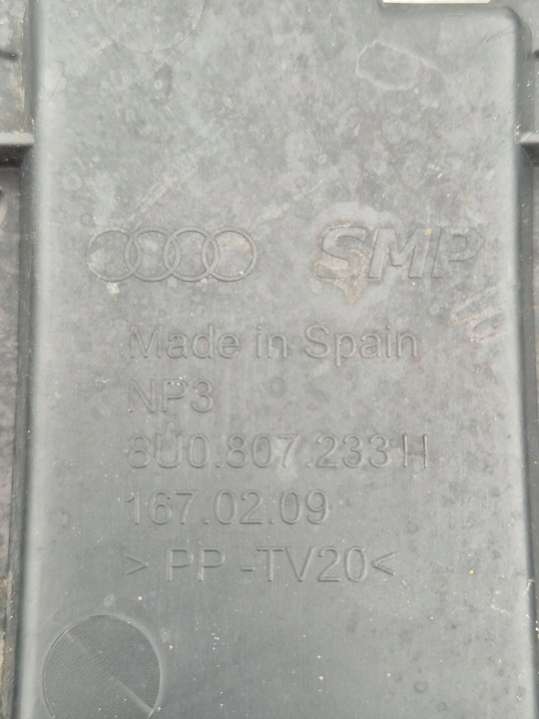 SMP
Made in Spain
NP3
8U0.807.233 H
167.02.09
> PP -TV20<